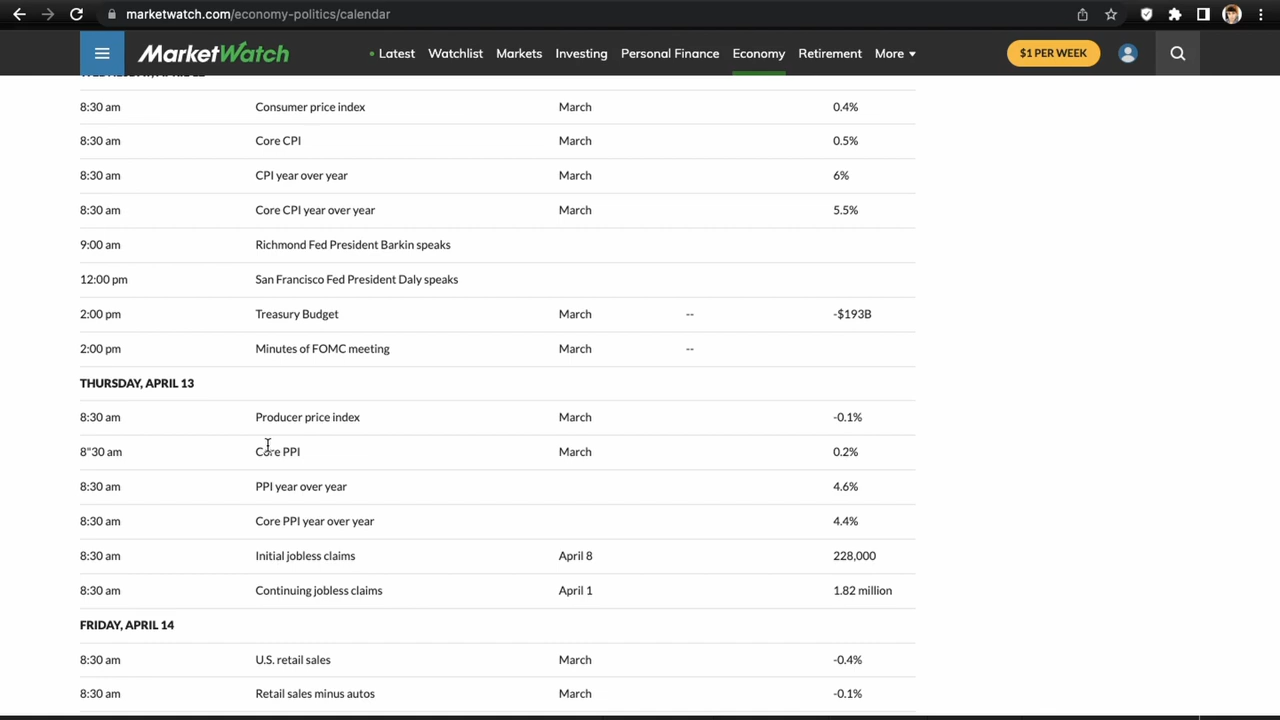 marketwatch.com/economy-politics/calendar
MarketWatch
Latest Watchlist Markets Investing Personal Finance Economy Retirement More $1 PER WEEK
8:30 am Consumer price index March 0.4%
8:30 am Core CPI March 0.5%
8:30 am CPI year over year March 6%
8:30 am Core CPI year over year March 5.5%
9:00 am Richmond Fed President Barkin speaks
12:00 pm San Francisco Fed President Daly speaks
2:00 pm Treasury Budget March -- -$193B
2:00 pm Minutes of FOMC meeting March --
THURSDAY, APRIL 13
8:30 am Producer price index March -0.1%
8"30 am Core PPI March 0.2%
8:30 am PPI year over year 4.6%
8:30 am Core PPI year over year 4.4%
8:30 am Initial jobless claims April 8 228,000
8:30 am Continuing jobless claims April 1 1.82 million
FRIDAY, APRIL 14
8:30 am U.S. retail sales March -0.4%
8:30 am Retail sales minus autos March -0.1%